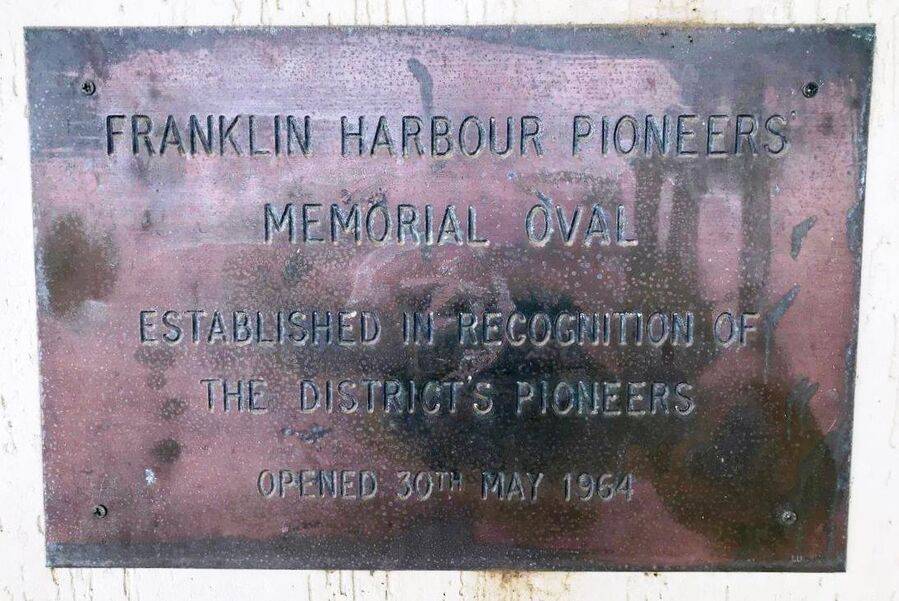 FRANKLIN HARBOUR PIONEERS'
MEMORIAL OVAL
ESTABLISHED IN RECOGNITION OF
THE DISTRICT'S PIONEERS
OPENED 30TH MAY 1964